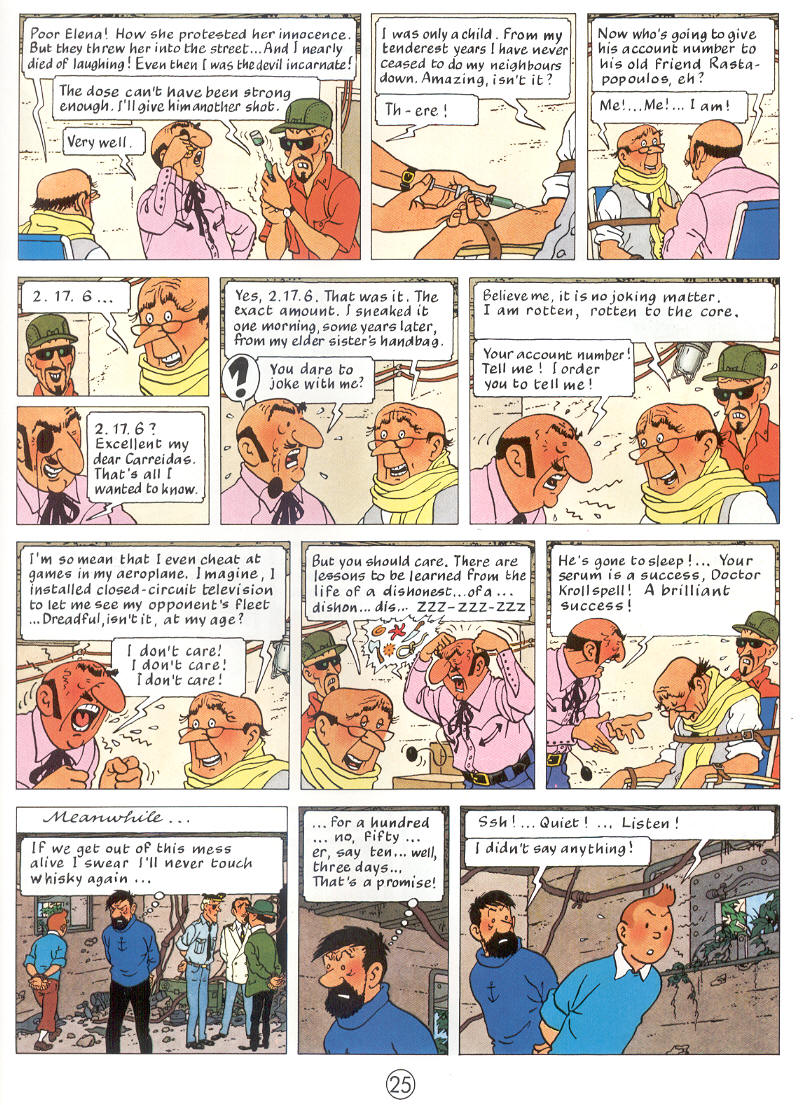 Poor Elena! How she protested her innocence.
But they threw her into the street...And I nearly
died of laughing! Even then I was the devil incarnate!
The dose can't have been strong
enough. I'll give him another shot.
Very well.
I was only a child. From my
tenderest years I have never
ceased to do my neighbours
down. Amazing, isn't it?
Th-ere!
Now who's going to give
his account number to
his old friend Rasta-
popoulos, eh?
Me!...Me!... I am!
2. 17. 6 ...
2. 17. 6?
Excellent my
dear Carreidas.
That's all I
wanted to know.
Yes, 2.17.6. That was it. The
exact amount. I sneaked it
one morning, some years later,
from my elder sister's handbag.
?
You dare to
joke with me?
Believe me, it is no joking matter.
I am rotten, rotten to the core.
Your account number!
Tell me! I order
you to tell me!
I'm so mean that I even cheat at
games in my aeroplane. Imagine, I
installed closed-circuit television
to let me see my opponent's fleet
...Dreadful, isn't it, at my age?
I don't care!
I don't care!
I don't care!
But you should care. There are
lessons to be learned from the
life of a dishonest...of a...
dishon...dis... ZZZ-ZZZ-ZZZ
He's gone to sleep!... Your
serum is a success, Doctor
Krollspell! A brilliant
success!
Meanwhile ...
If we get out of this mess
alive I swear I'll never touch
whisky again ...
... for a hundred
... no, fifty ...
er, say ten... well,
three days...
That's a promise!
Ssh!... Quiet!... Listen!
I didn't say anything!
25